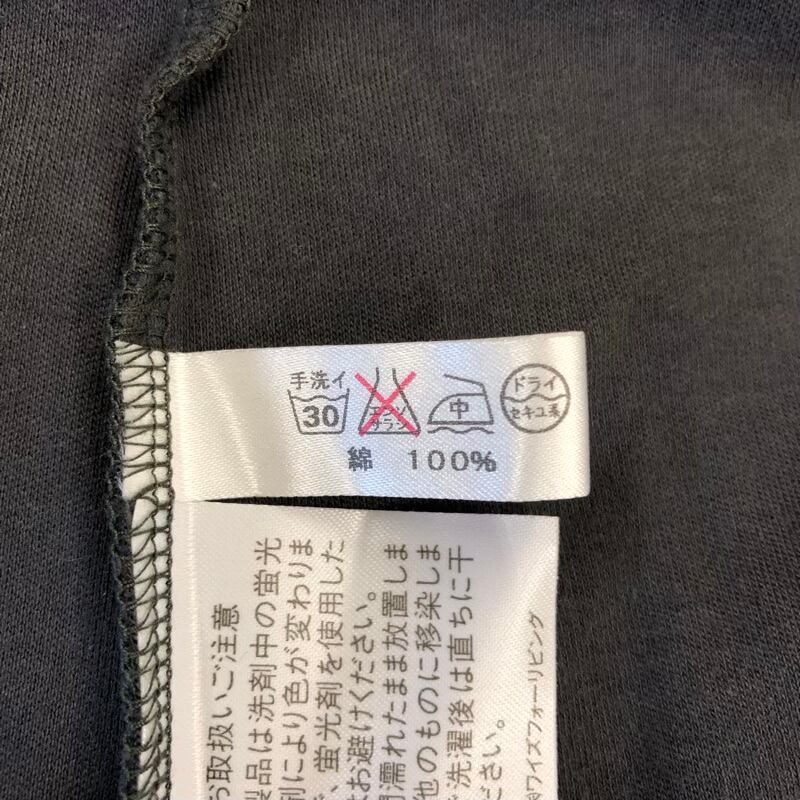 手洗イ
30
エンソ
サラシ
中
ドライ
セキユ系
綿 100%
お取扱いご注意
製品は洗剤中の蛍光
剤により色が変わりま
、蛍光剤を使用した
お避けください。
間濡れたまま放置しま
他のものに移染しま
で洗濯後は直ちに干
ださい。
㈱ワイズフォーリビング